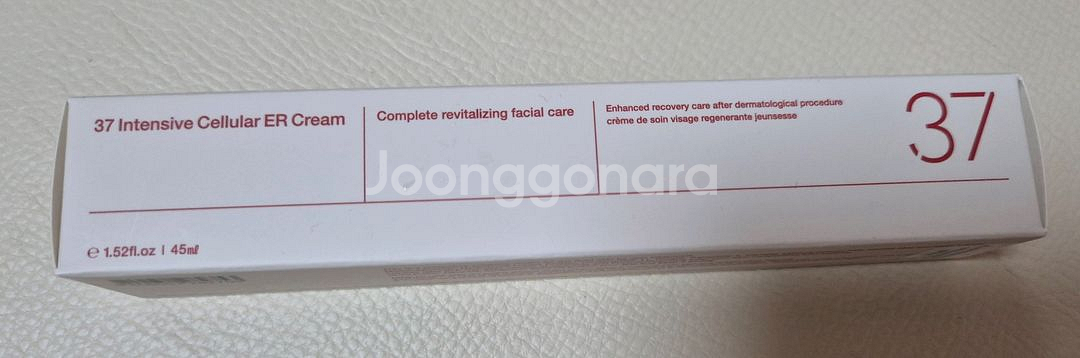 37 Intensive Cellular ER Cream
Complete revitalizing facial care
Enhanced recovery care after dermatological procedure
crème de soin visage regenerante jeunsesse
37
Joonggonara
℮ 1.52fl.oz | 45㎖